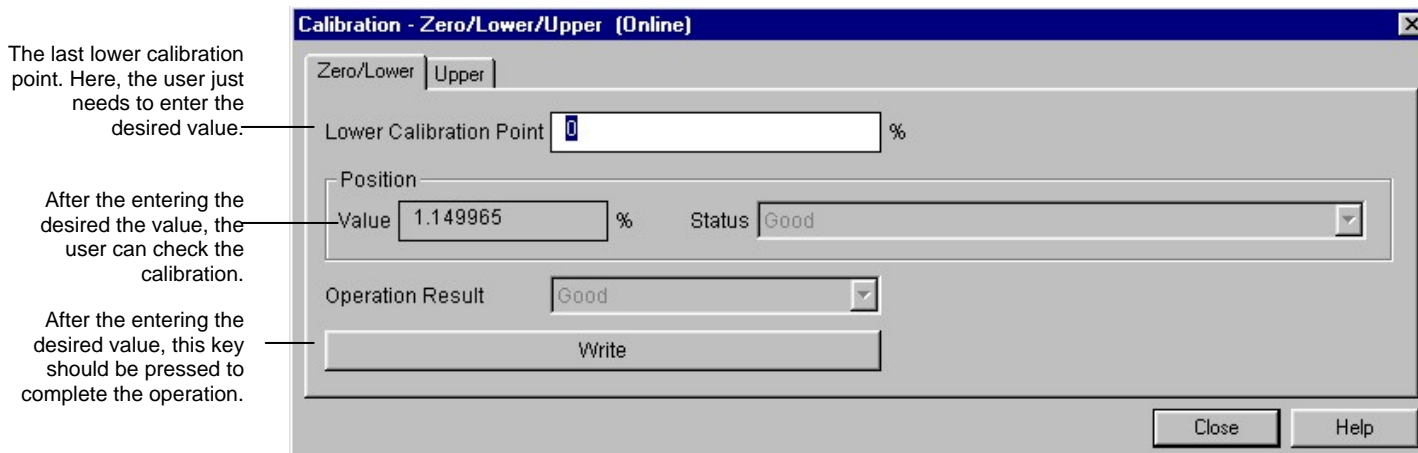 Calibration - Zero/Lower/Upper (Online)
The last lower calibration
point. Here, the user just
needs to enter the
desired value.
Zero/Lower Upper
Lower Calibration Point 0 %
Position
After the entering the
desired the value, the
user can check the
calibration.
Value 1.149965 % Status Good
Operation Result Good
After the entering the
desired value, this key
should be pressed to
complete the operation.
Write
Close Help